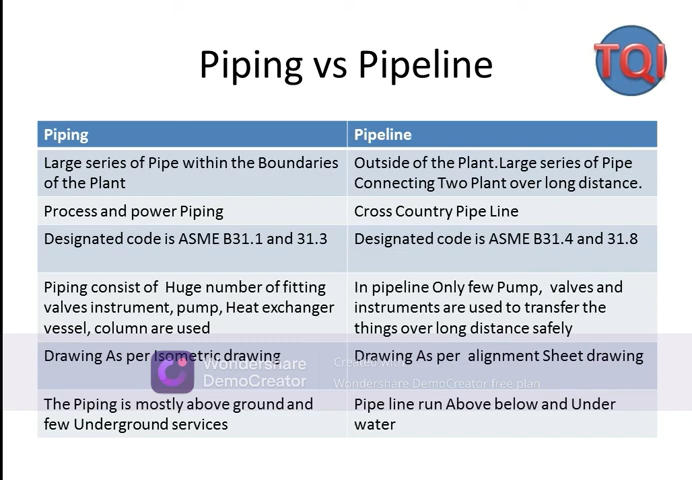 Piping vs Pipeline
TQI
Piping
Pipeline
Large series of Pipe within the Boundaries
of the Plant
Outside of the Plant.Large series of Pipe
Connecting Two Plant over long distance.
Process and power Piping
Cross Country Pipe Line
Designated code is ASME B31.1 and 31.3
Designated code is ASME B31.4 and 31.8
Piping consist of Huge number of fitting
valves instrument, pump, Heat exchanger
vessel, column are used
In pipeline Only few Pump, valves and
instruments are used to transfer the
things over long distance safely
Drawing As per Isometric drawing
Drawing As per alignment Sheet drawing
Wondershare
DemoCreator
Created with
Wondershare DemoCreator free plan
The Piping is mostly above ground and
few Underground services
Pipe line run Above below and Under
water